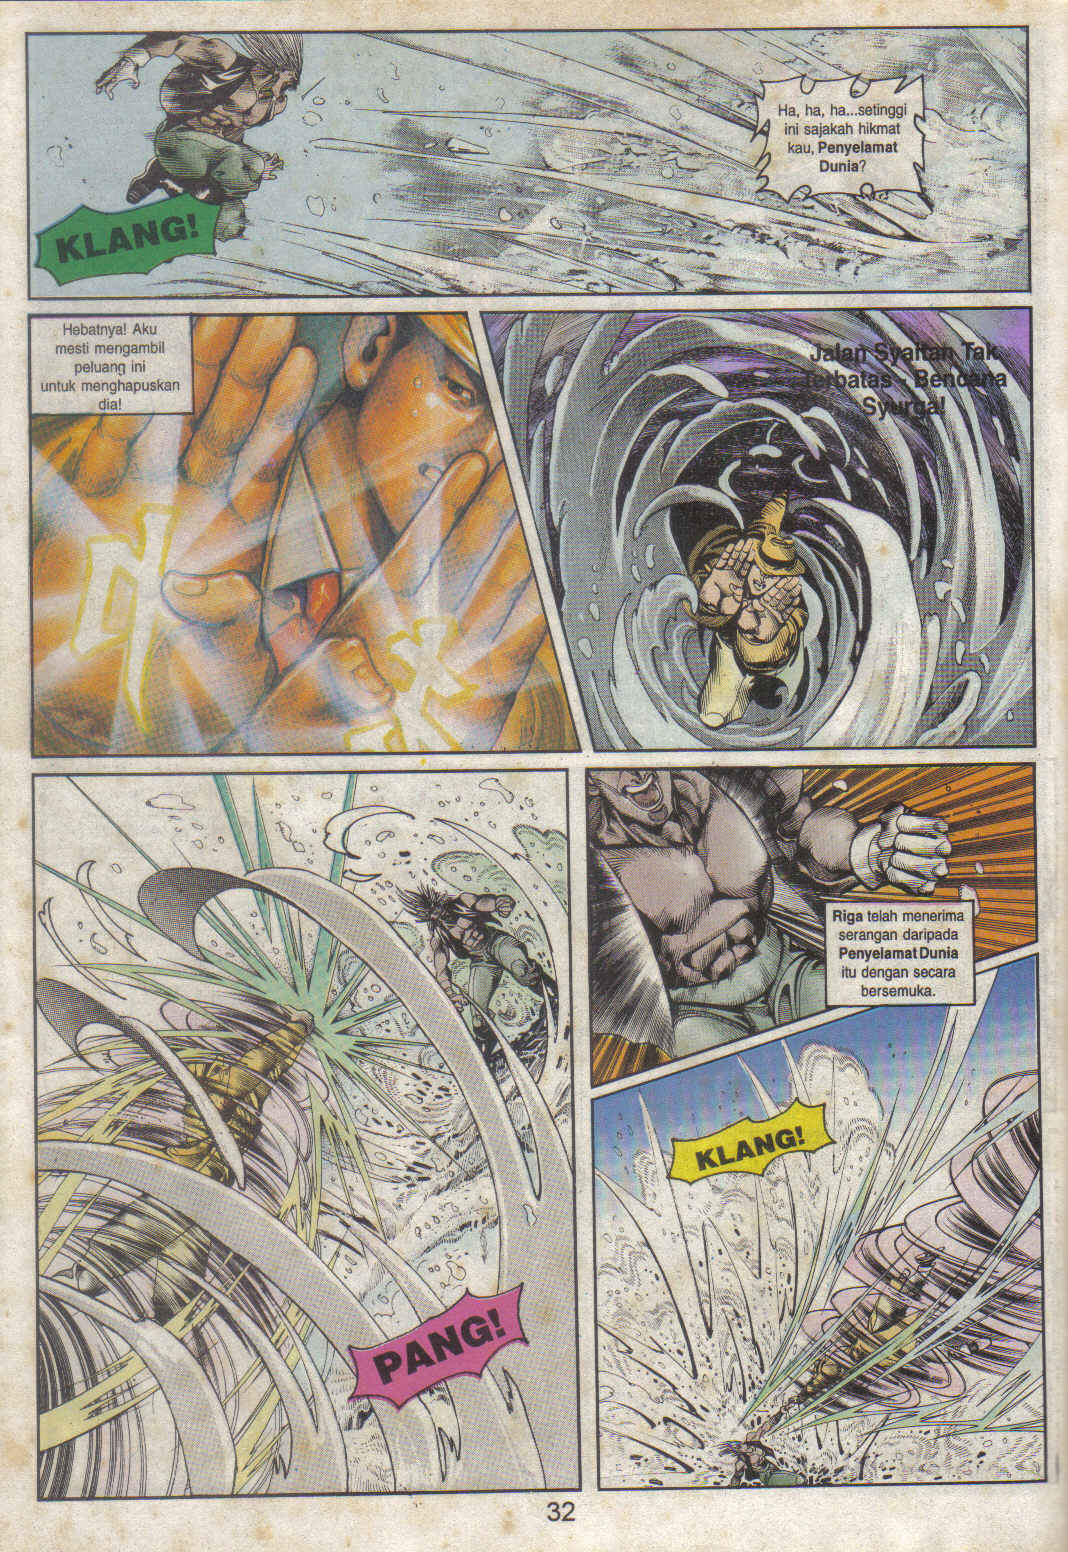 Ha, ha, ha...setinggi
ini sajakah hikmat
kau, Penyelamat
Dunia?
KLANG!
Hebatnya! Aku
mesti mengambil
peluang ini
untuk menghapuskan
dia!
Jalan Syaitan Tak
Terbatas - Bencana
Syurga!
PANG!
Riga telah menerima
serangan daripada
Penyelamat Dunia
itu dengan secara
bersemuka.
KLANG!
32